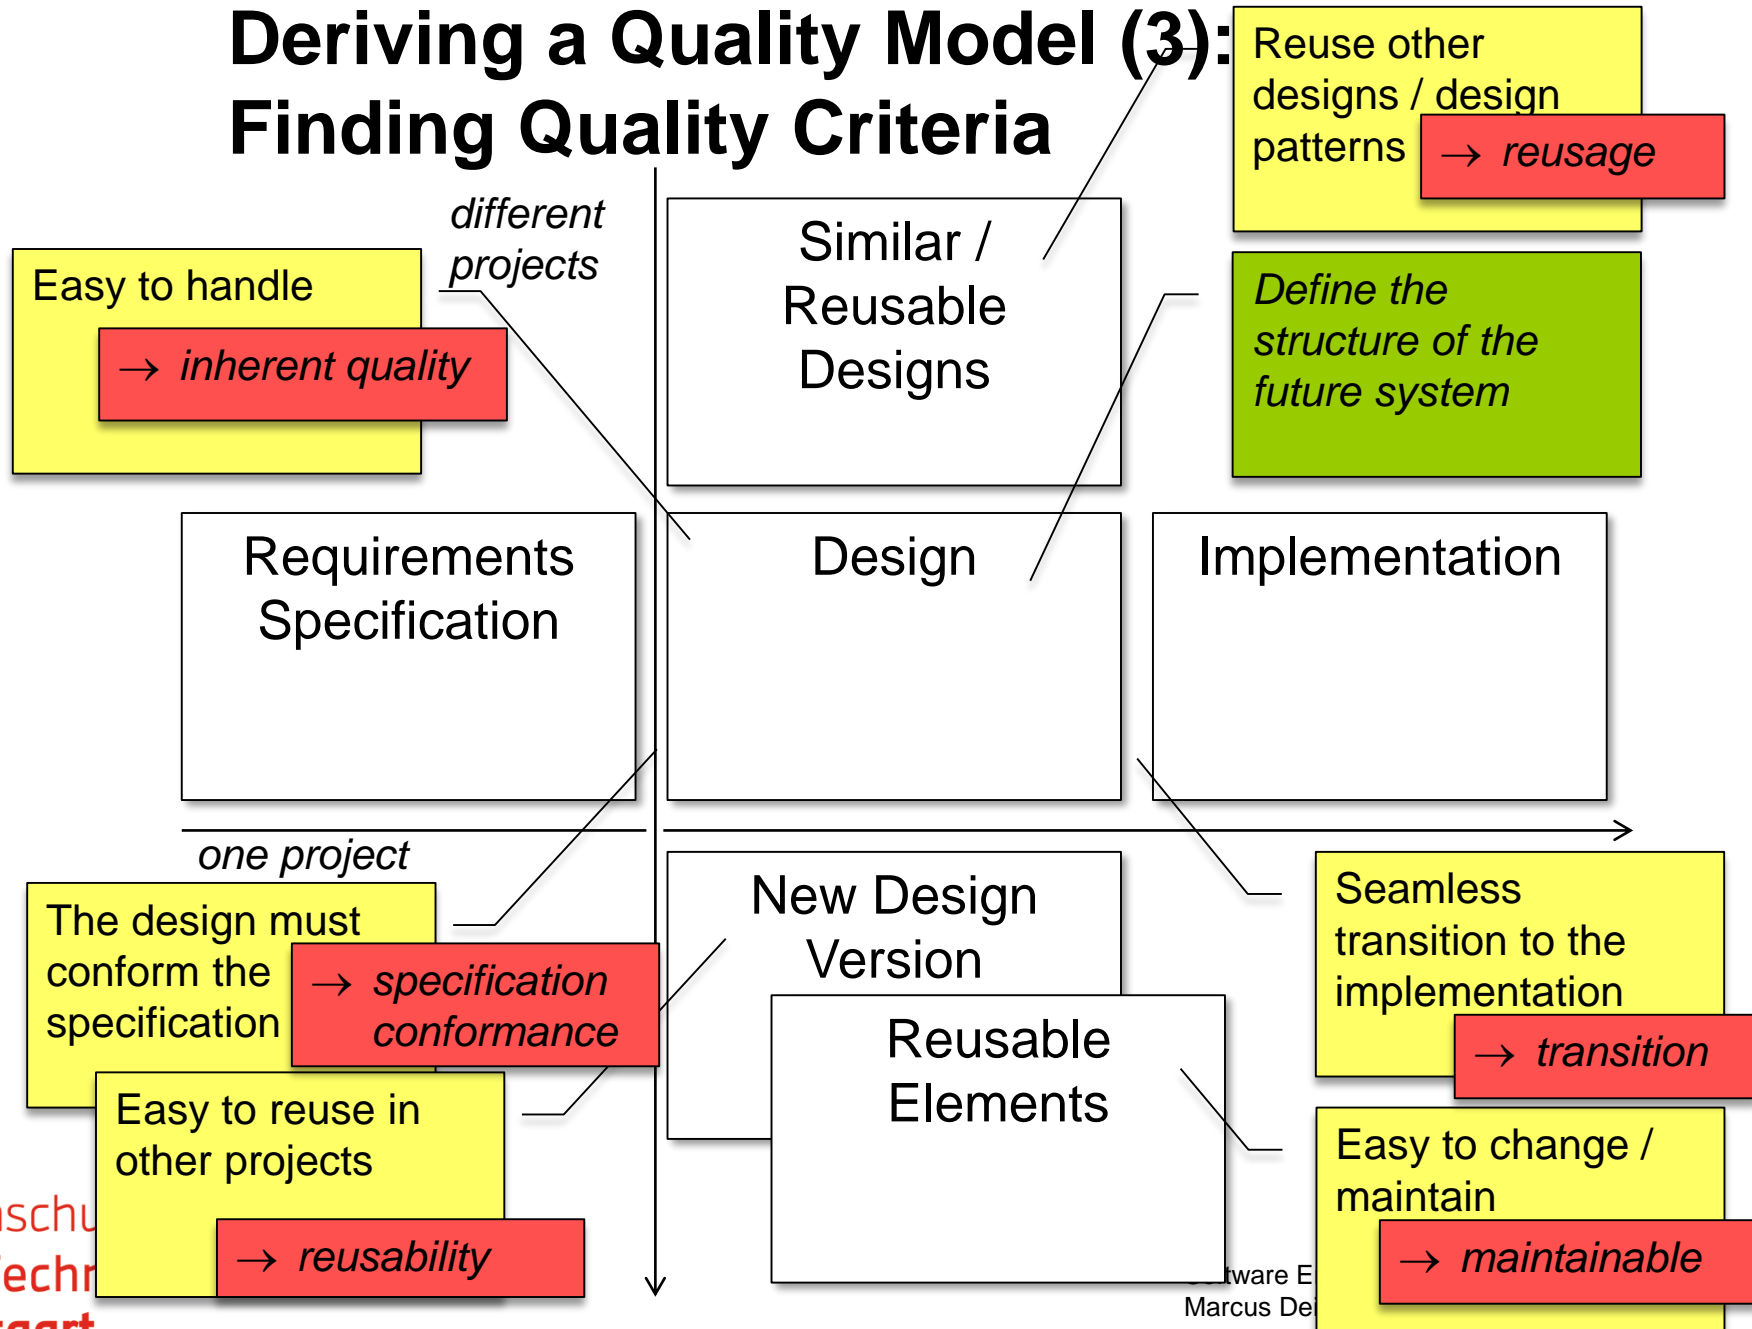 Deriving a Quality Model (3):
Finding Quality Criteria
Reuse other
designs / design
patterns
→ reusage
different
projects
Similar /
Reusable
Designs
Easy to handle
→ inherent quality
Define the
structure of the
future system
Requirements
Specification
Design
Implementation
one project
The design must
conform the
specification
→ specification
conformance
New Design
Version
Seamless
transition to the
implementation
→ transition
Reusable
Elements
Easy to reuse in
other projects
→ reusability
Easy to change /
maintain
→ maintainable
Marcus